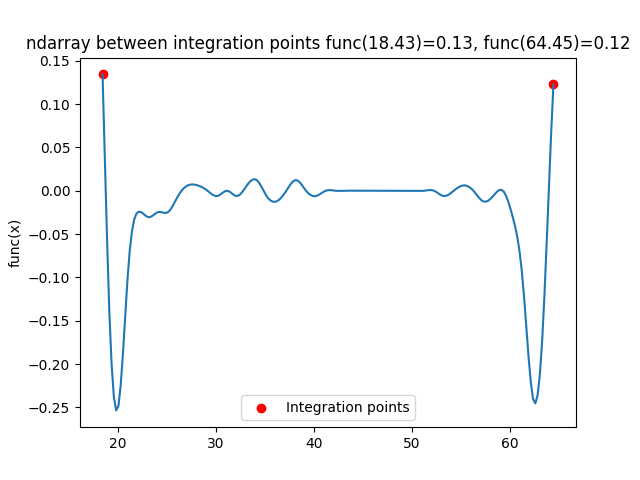 ndarray between integration points func(18.43)=0.13, func(64.45)=0.12
0.15
0.10
0.05
0.00
−0.05
−0.10
−0.15
−0.20
−0.25
func(x)
Integration points
20 30 40 50 60